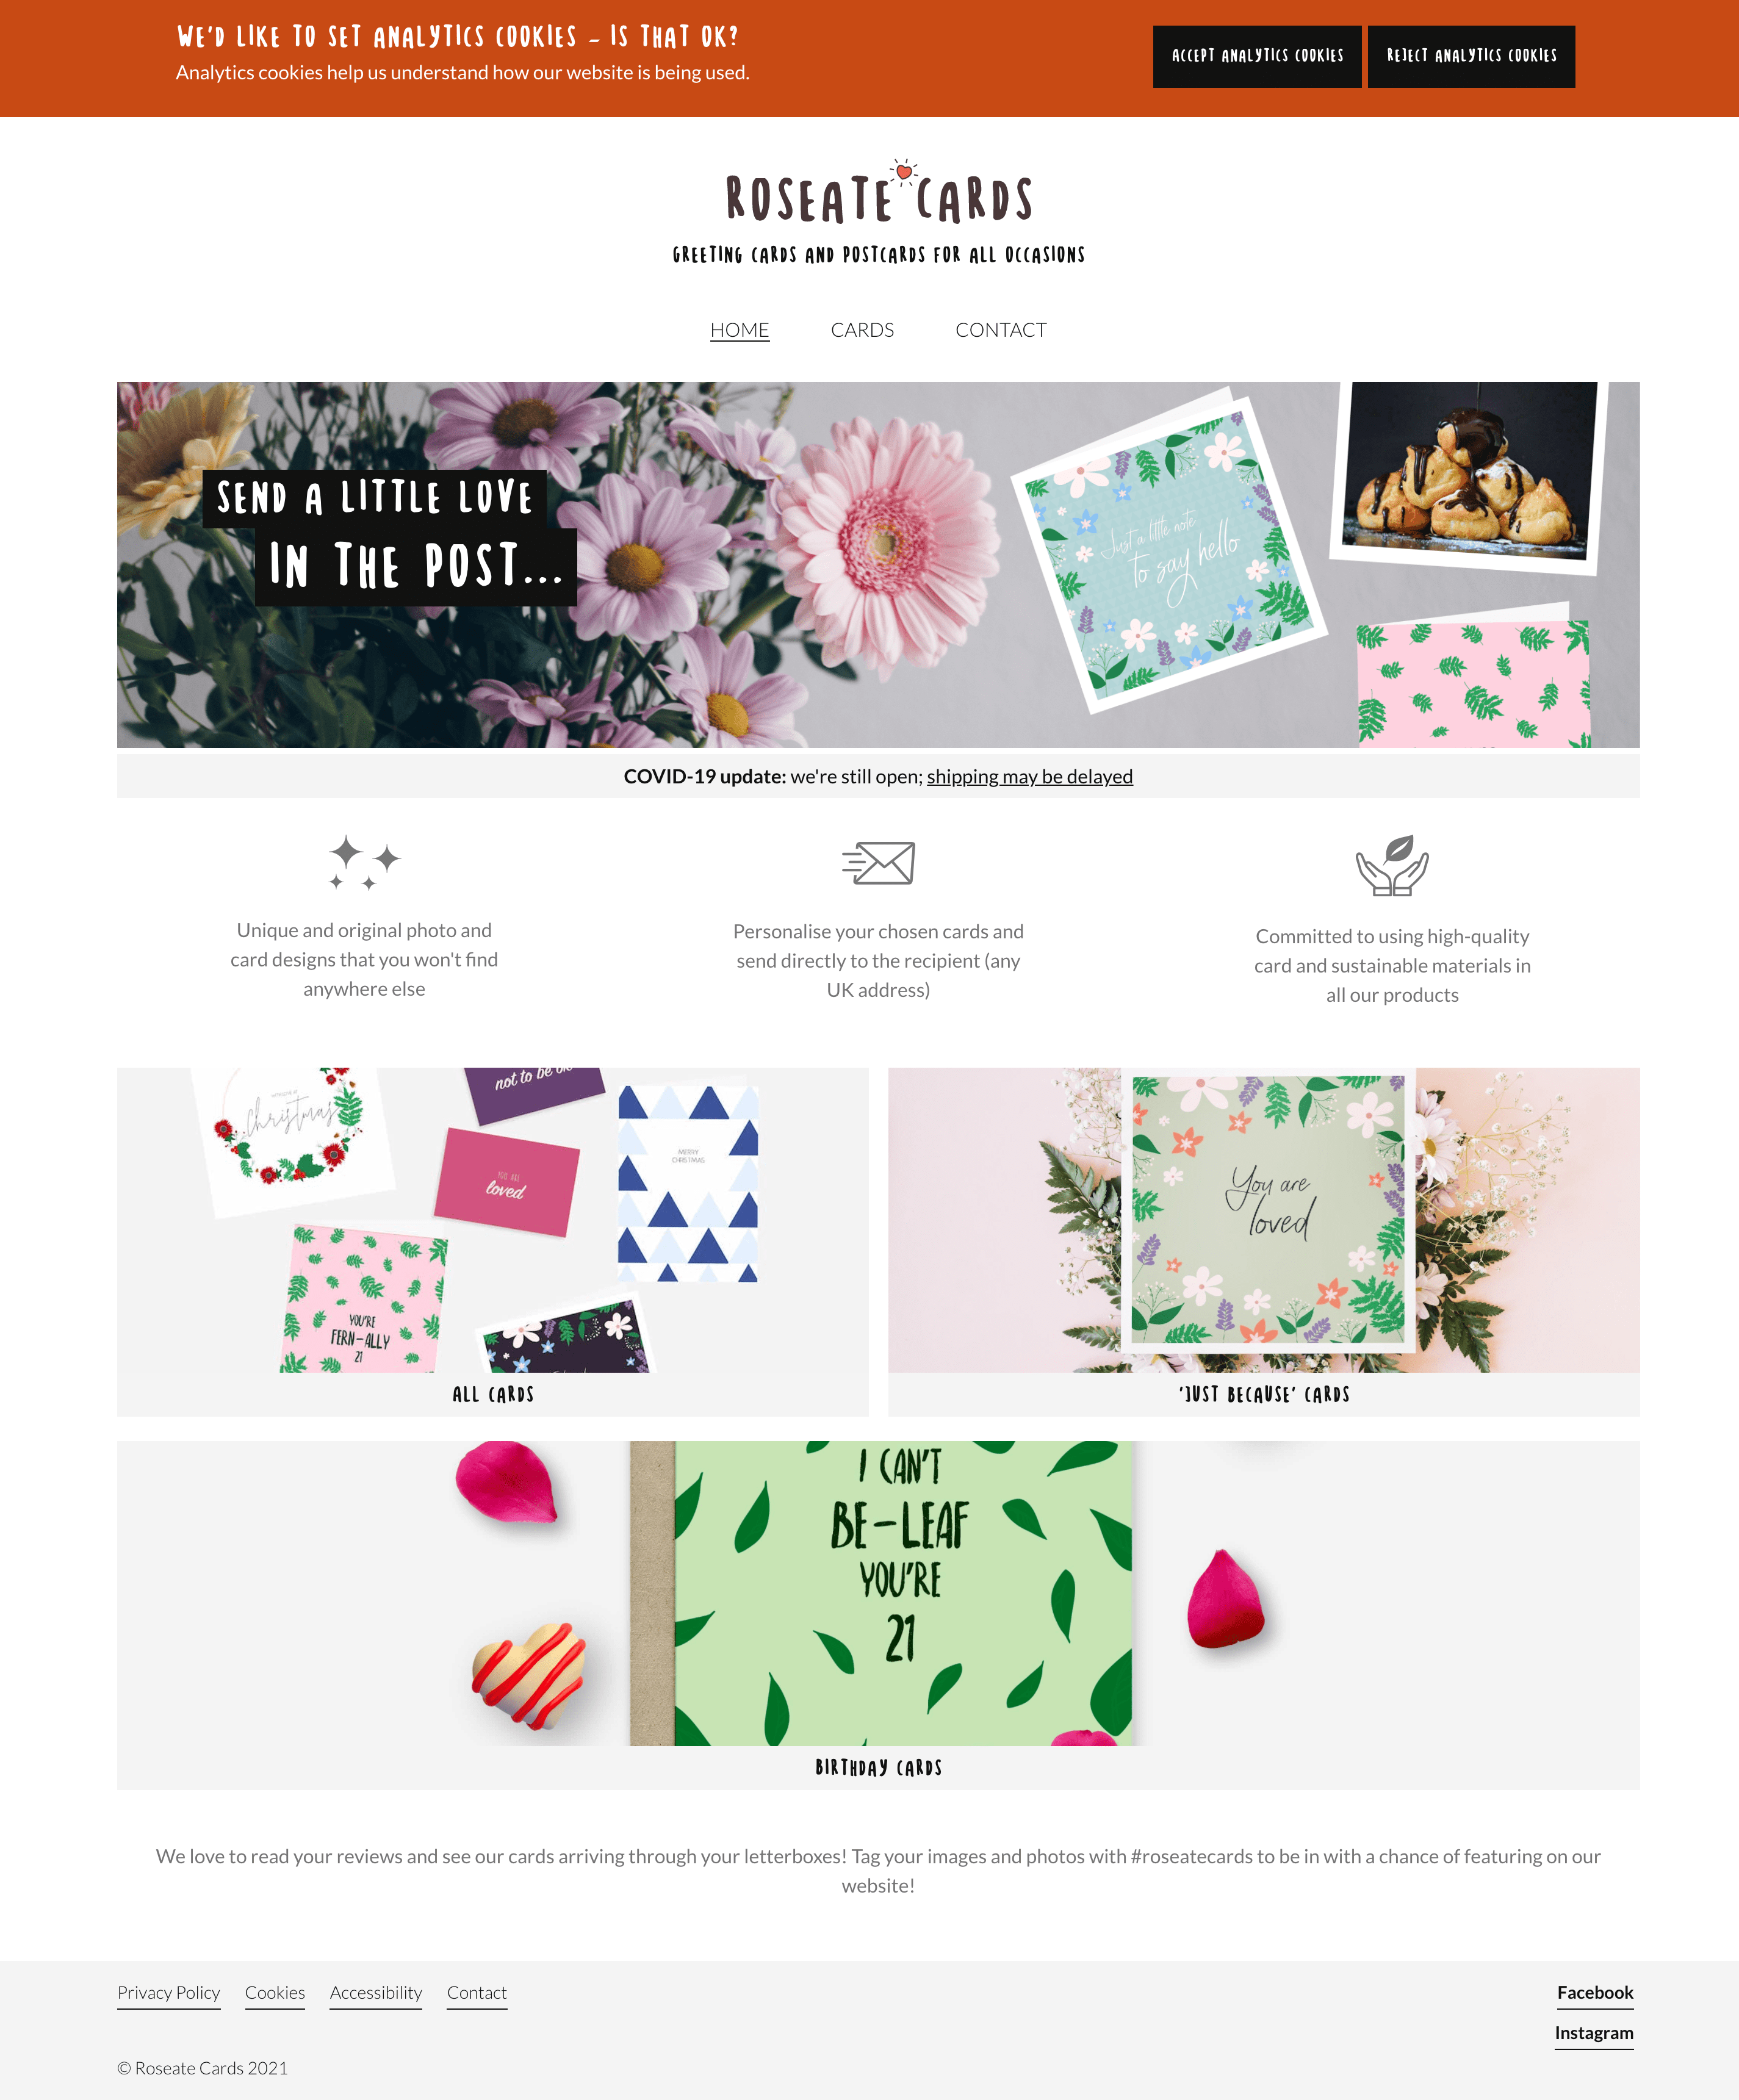 WE'D LIKE TO SET ANALYTICS COOKIES - IS THAT OK?
Analytics cookies help us understand how our website is being used.
ACCEPT ANALYTICS COOKIES
REJECT ANALYTICS COOKIES
ROSEATE CARDS
GREETING CARDS AND POSTCARDS FOR ALL OCCASIONS
HOME
CARDS
CONTACT
SEND A LITTLE LOVE
IN THE POST...
Just a little note
to say hello
COVID-19 update: we're still open; shipping may be delayed
Unique and original photo and
card designs that you won't find
anywhere else
Personalise your chosen cards and
send directly to the recipient (any
UK address)
Committed to using high-quality
card and sustainable materials in
all our products
christmas
not to be ok
YOU ARE
loved
MERRY
CHRISTMAS
YOU'RE
FERN-ALLY
21
You are
loved
ALL CARDS
'JUST BECAUSE' CARDS
I CAN'T
BE-LEAF
YOU'RE
21
BIRTHDAY CARDS
We love to read your reviews and see our cards arriving through your letterboxes! Tag your images and photos with #roseatecards to be in with a chance of featuring on our
website!
Privacy Policy
Cookies
Accessibility
Contact
Facebook
Instagram
© Roseate Cards 2021